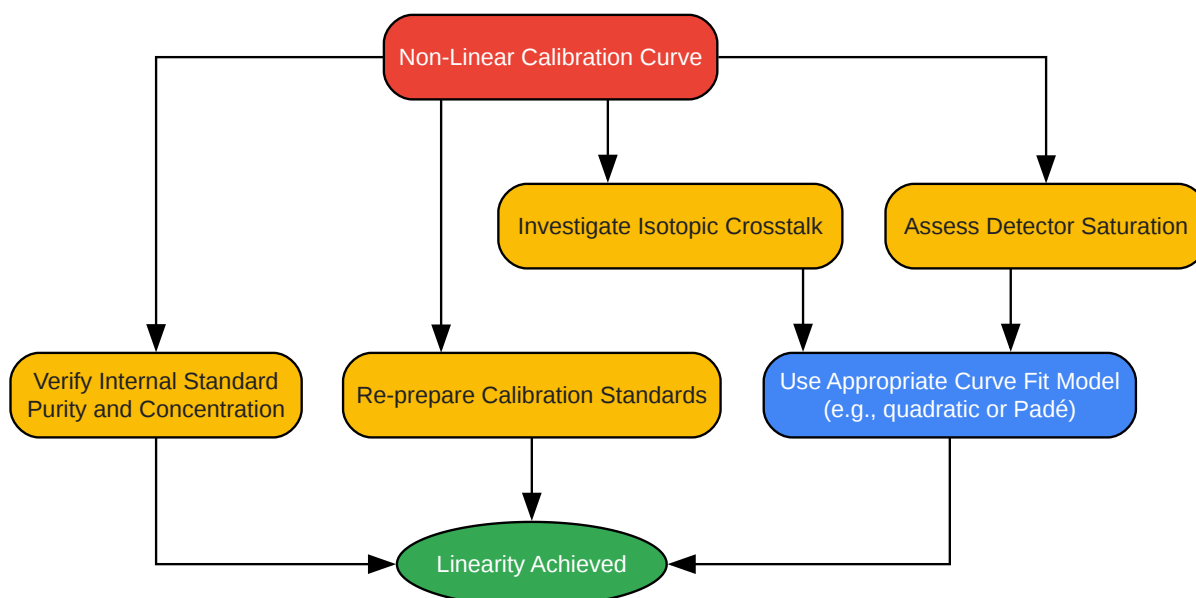 Non-Linear Calibration Curve
Investigate Isotopic Crosstalk
Assess Detector Saturation
Verify Internal Standard
Purity and Concentration
Re-prepare Calibration Standards
Use Appropriate Curve Fit Model
(e.g., quadratic or Padé)
Linearity Achieved